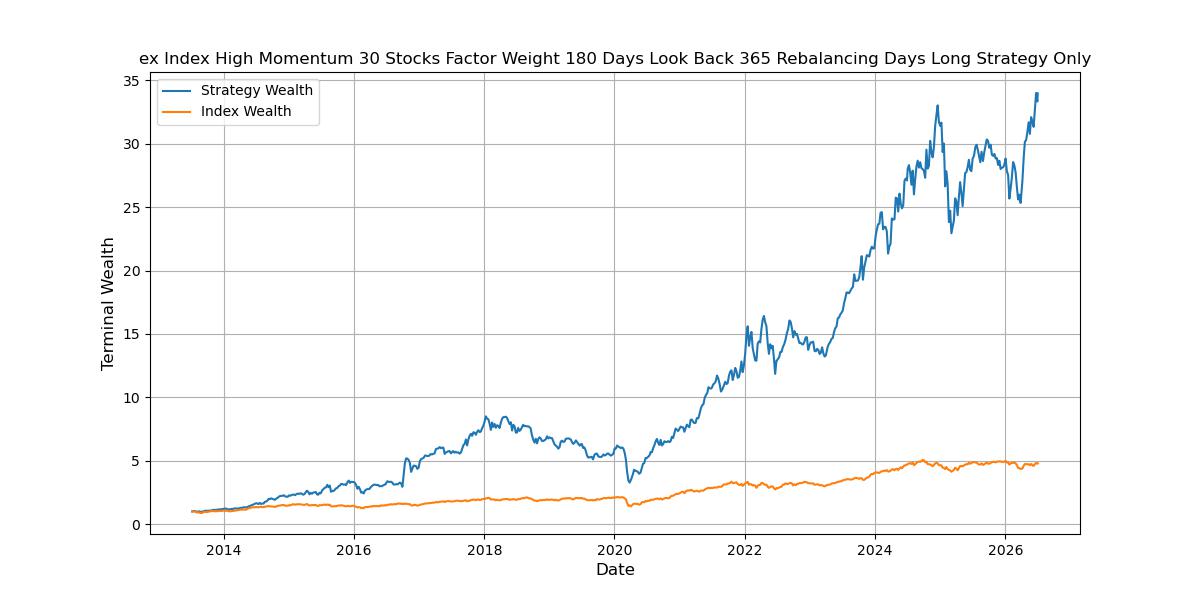 ex Index High Momentum 30 Stocks Factor Weight 180 Days Look Back 365 Rebalancing Days Long Strategy Only
Strategy Wealth
Index Wealth
Terminal Wealth
35
30
25
20
15
10
5
0
2014 2016 2018 2020 2022 2024 2026
Date